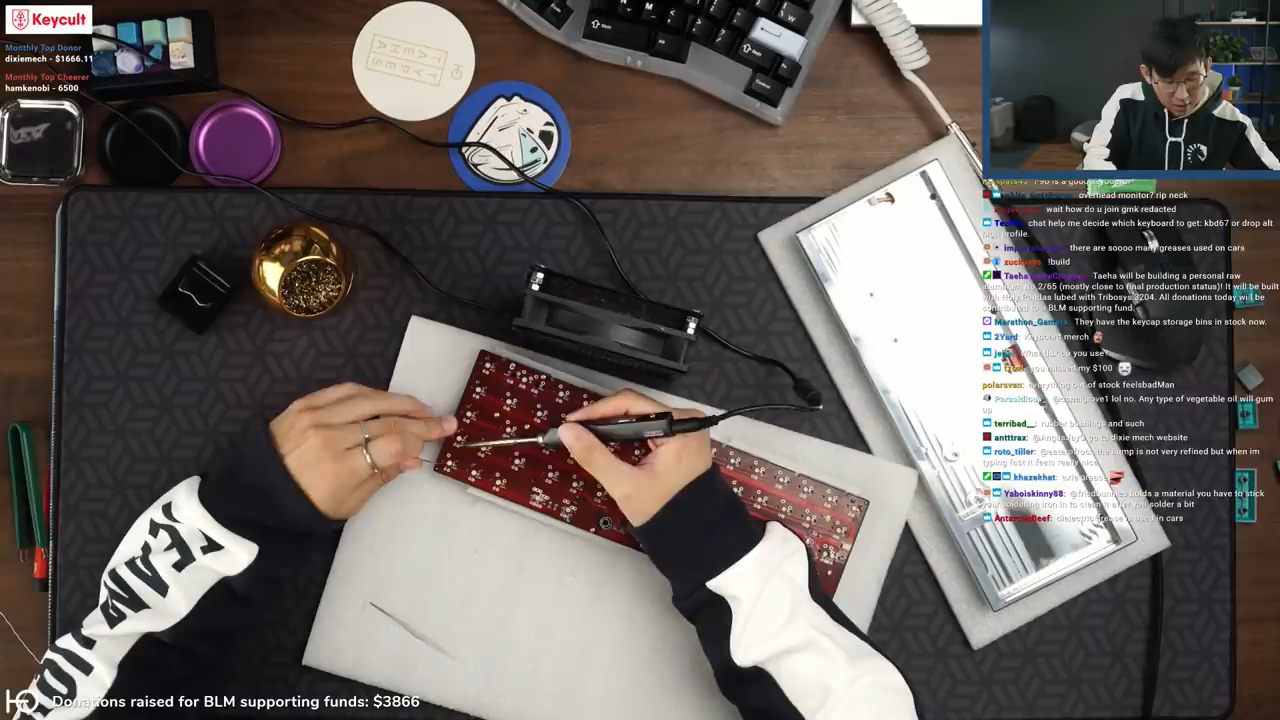 Keycult
Monthly Top Donor
dixiemech - $1666.11
Monthly Top Cheerer
hamkenobi - 6500
TAEHA
TYPES
overhead monitor? rip neck
wait how do u join gmk redacted
chat help me decide which keyboard to get: kbd67 or drop alt
high profile.
there are soooo many greases used on cars
!build
Taeha will be building a personal raw
aluminum No.2/65 (mostly close to final production status)! It will be built
with Holy Pandas lubed with Tribosys 3204. All donations today will be
contributed to a BLM supporting fund.
Marathon_Gaming: They have the keycap storage bins in stock now.
2Yard: Keyboard merch
What flux do you use?
you missed my $100
polarsven: everything out of stock feelsbadMan
lol no. Any type of vegetable oil will gum
up
terribad__: rubber bushings and such
antttrax: go to dixie mech website
roto_tiller: the bump is not very refined but when im
typing fast it feels really nice
khazekhat: axle grease
Yaboiskinny88: holds a material you have to stick
your soldering iron in to clean it after you solder a bit
dielectric grease is used in cars
TEAM LIQU
Donations raised for BLM supporting funds: $3866